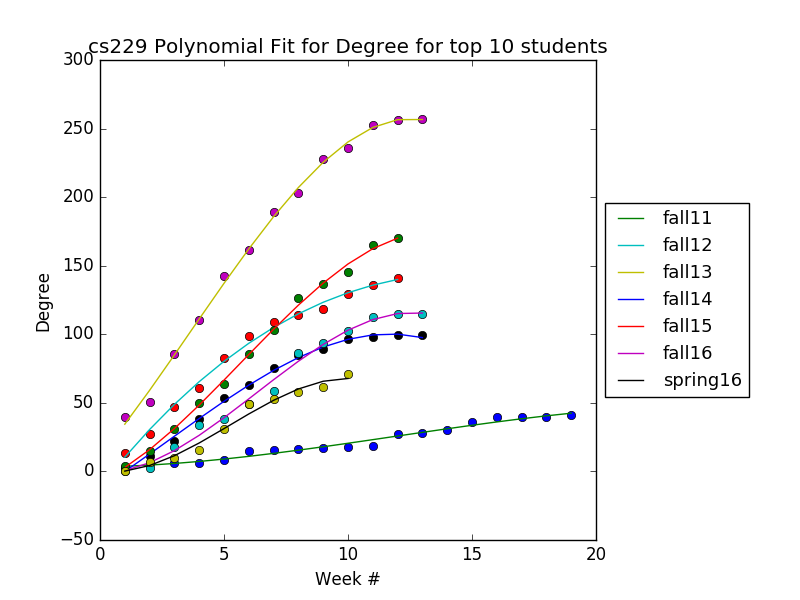 cs229 Polynomial Fit for Degree for top 10 students
300
250
200
150
100
50
0
−50
Degree
0
5
10
15
20
Week #
fall11
fall12
fall13
fall14
fall15
fall16
spring16